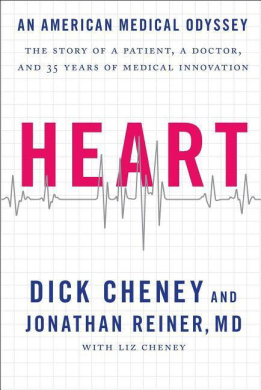 AN AMERICAN MEDICAL ODYSSEY
THE STORY OF A PATIENT, A DOCTOR,
AND 35 YEARS OF MEDICAL INNOVATION
HEART
DICK CHENEY AND
JONATHAN REINER, MD
WITH LIZ CHENEY